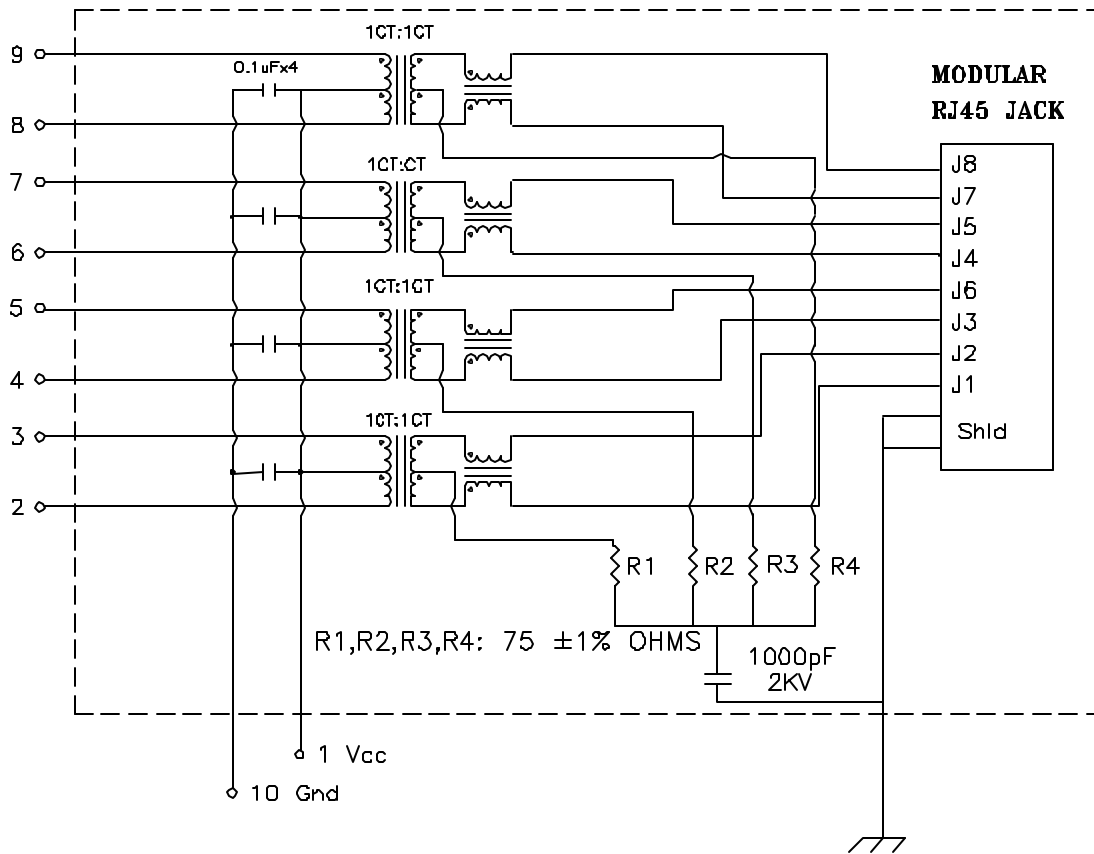 1CT:1CT
9
0.1uFx4
8
MODULAR
RJ45 JACK
7
1CT:CT
6
J8
J7
J5
J4
J6
J3
J2
J1
Shld
1CT:1CT
5
4
1CT:1CT
3
2
R1
R2
R3
R4
R1,R2,R3,R4: 75 ±1% OHMS
1000pF
2KV
1 Vcc
10 Gnd